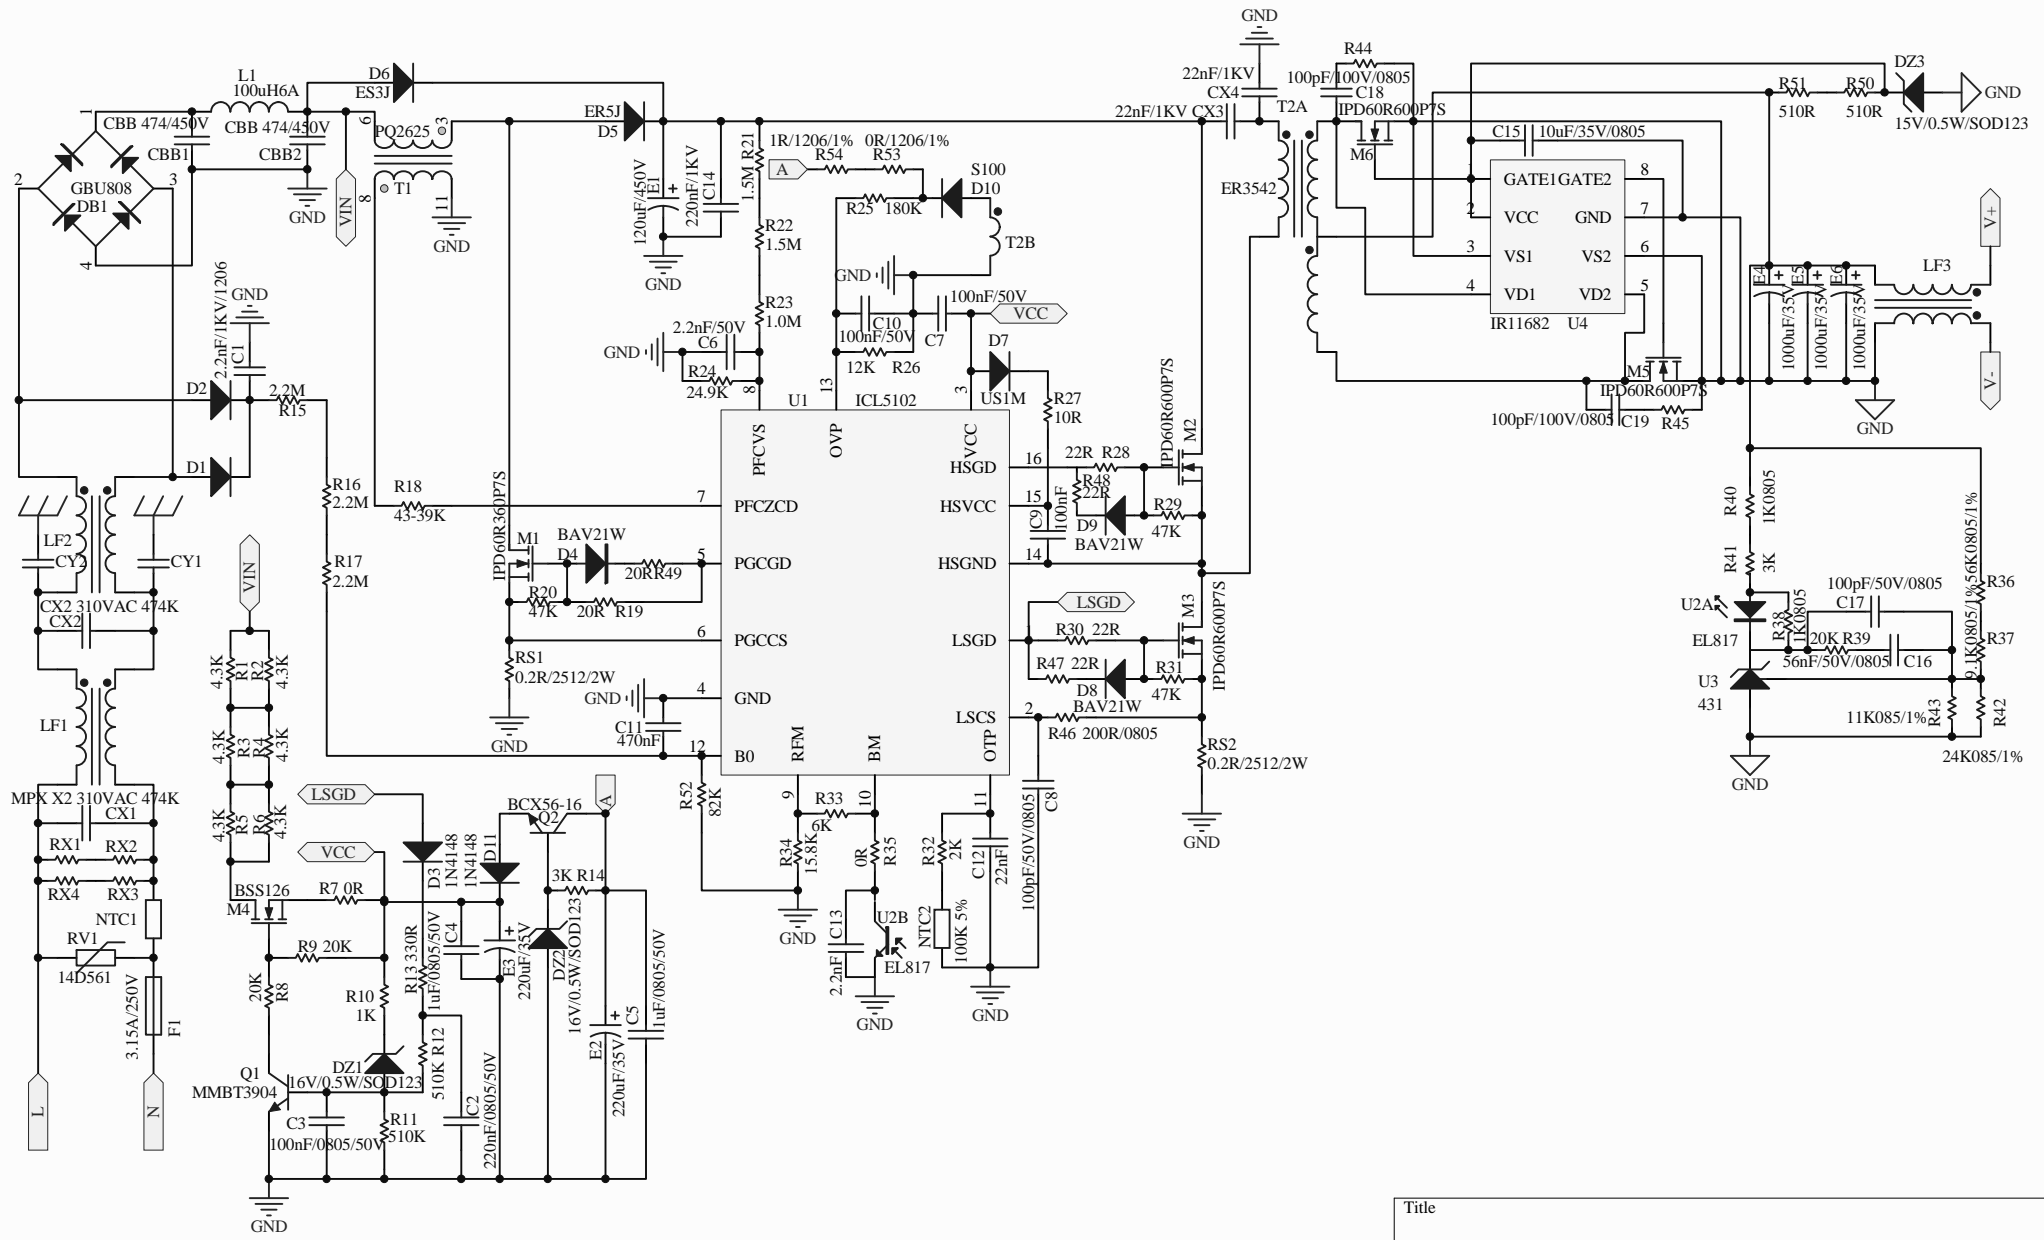 GND
R44
DZ3
D6
ES3J
L1
100uH6A
22nF/1KV
100pF/100V/0805
CX4
C18
R51
R50
GND
CBB 474/450V
CBB 474/450V
1
6
PQ2625
3
ER5J
D5
22nF/1KV CX3
T2A
IPD60R600P7S
510R
510R
15V/0.5W/SOD123
CBB1
CBB2
1R/1206/1%
0R/1206/1%
C15
10uF/35V/0805
M6
2
GBU808
DB1
3
GND
VIN
T1
8
11
GND
120uF/450V
E1
220nF/1KV
C14
1.5M R21
A
R54
R53
S100
D10
R25
180K
ER3542
1
GATE1
GATE2
8
2
VCC
GND
7
V+
4
R22
1.5M
T2B
3
VS1
VS2
6
GND
GND
LF3
4
VD1
VD2
5
E4
E5
E6
2.2nF/1KV/1206
C1
GND
R23
1.0M
100nF/50V
VCC
C10
C7
100nF/50V
IR11682
U4
1000uF/35V
1000uF/35V
1000uF/35V
2.2nF/50V
C6
GND
D7
12K
R26
M5
IPD60R600P7S
V-
D2
2.2M
R15
R24
24.9K
8
13
3
US1M
R27
10R
U1
ICL5102
100pF/100V/0805
C19
R45
GND
PFCVS
OVP
VCC
IPD60R600P7S
M2
D1
HSGD
16
22R
R28
R16
2.2M
R18
43-39K
7
PFCZCD
R48
22R
R40
1K0805
HSVCC
15
C9
100nF
D9
BAV21W
R29
47K
IPD60R360P7S
M1
D4
BAV21W
LF2
CY2
CY1
VIN
R17
2.2M
20R
R49
5
PGCGD
HSGND
14
R41
3K
100pF/50V/0805
C17
56K0805/1%
R36
CX2 310VAC 474K
CX2
R20
47K
20R
R19
LSGD
M3
IPD60R600P7S
U2A
EL817
R38
1K0805
20K
R39
C16
56nF/50V/0805
9.1K0805/1%
R37
6
PGCCS
LSGD
1
R30
22R
RS1
0.2R/2512/2W
R47
22R
D8
BAV21W
R31
47K
4.3K
R1
R2
4.3K
U3
431
GND
4
GND
LF1
C11
470nF
GND
LSCS
2
R46
200R/0805
11K085/1%
R43
R42
4.3K
R3
R4
4.3K
12
B0
RFM
BM
OTP
RS2
0.2R/2512/2W
24K085/1%
GND
MPX X2 310VAC 474K
CX1
LSGD
R52
82K
9
10
11
C8
4.3K
R5
R6
4.3K
BCX56-16
Q2
A
R33
6K
GND
RX1
RX2
VCC
D3
1N4148
1N4148
D11
R34
15.8K
0R
R35
R32
2K
C12
22nF
100pF/50V/0805
RX4
RX3
BSS126
M4
R7 0R
3K
R14
NTC1
GND
C13
2.2nF
U2B
EL817
NTC2
100K 5%
RV1
14D561
R9 20K
R13 330R
1uF/0805/50V
C4
E3
220uF/35V
DZ2
16V/0.5W/SOD123
20K
R8
R10
1K
C5
1uF/0805/50V
GND
GND
3.15A/250V
F1
E2
220uF/35V
Q1
MMBT3904
DZ1
16V/0.5W/SOD123
510K R12
L
N
C3
100nF/0805/50V
R11
510K
C2
220nF/0805/50V
GND
Title